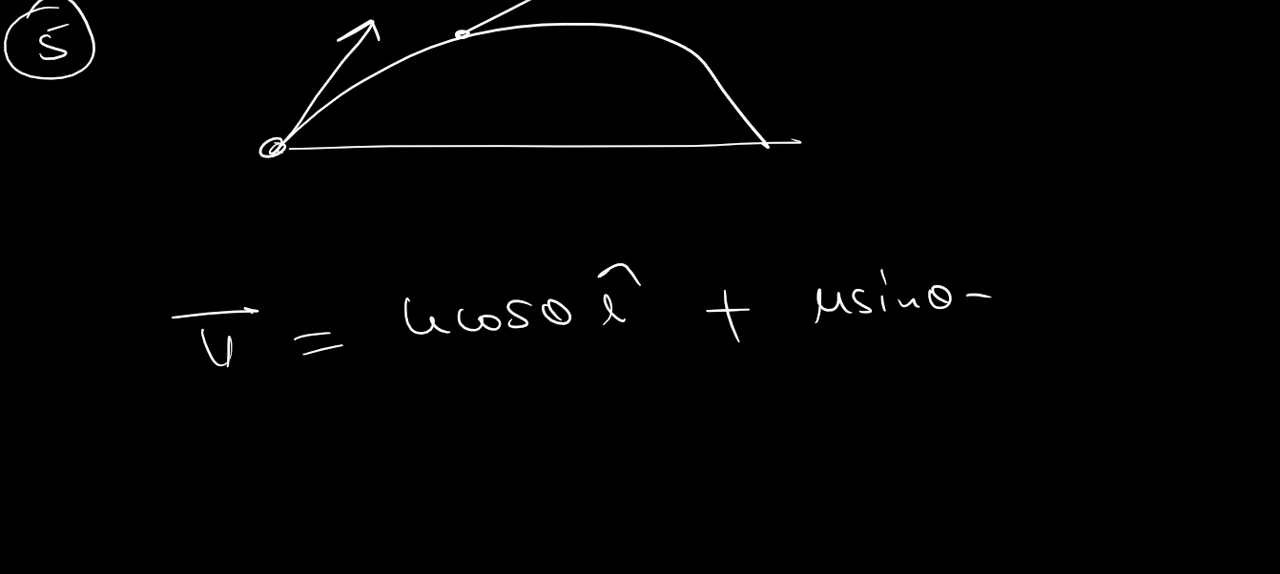 5
v⃗ = ucosθ î + usinθ-